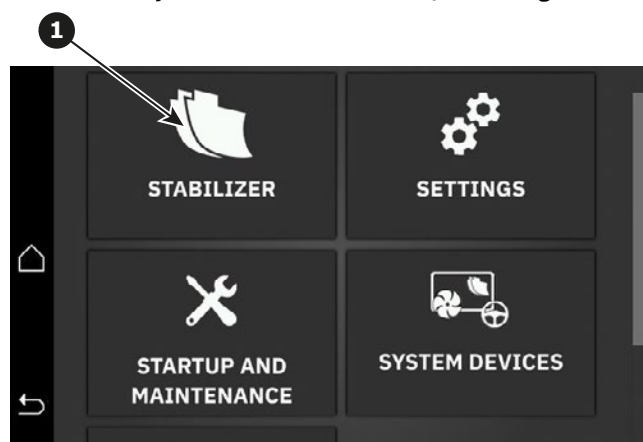 1
STABILIZER
SETTINGS
STARTUP AND
MAINTENANCE
SYSTEM DEVICES